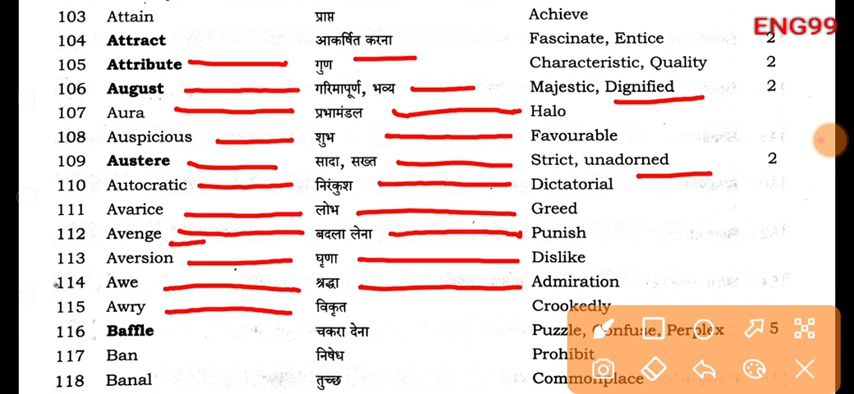 103 Attain प्राप्त Achieve
ENG99
104 Attract आकर्षित करना Fascinate, Entice 2
105 Attribute गुण Characteristic, Quality 2
106 August गरिमापूर्ण, भव्य Majestic, Dignified 2
107 Aura प्रभामंडल Halo
108 Auspicious शुभ Favourable
109 Austere सादा, सख्त Strict, unadorned 2
110 Autocratic निरंकुश Dictatorial
111 Avarice लोभ Greed
112 Avenge बदला लेना Punish
113 Aversion घृणा Dislike
114 Awe श्रद्धा Admiration
115 Awry विकृत Crookedly
116 Baffle चकरा देना Puzzle, Confuse, Perplex 5
117 Ban निषेध Prohibit
118 Banal तुच्छ Commonplace